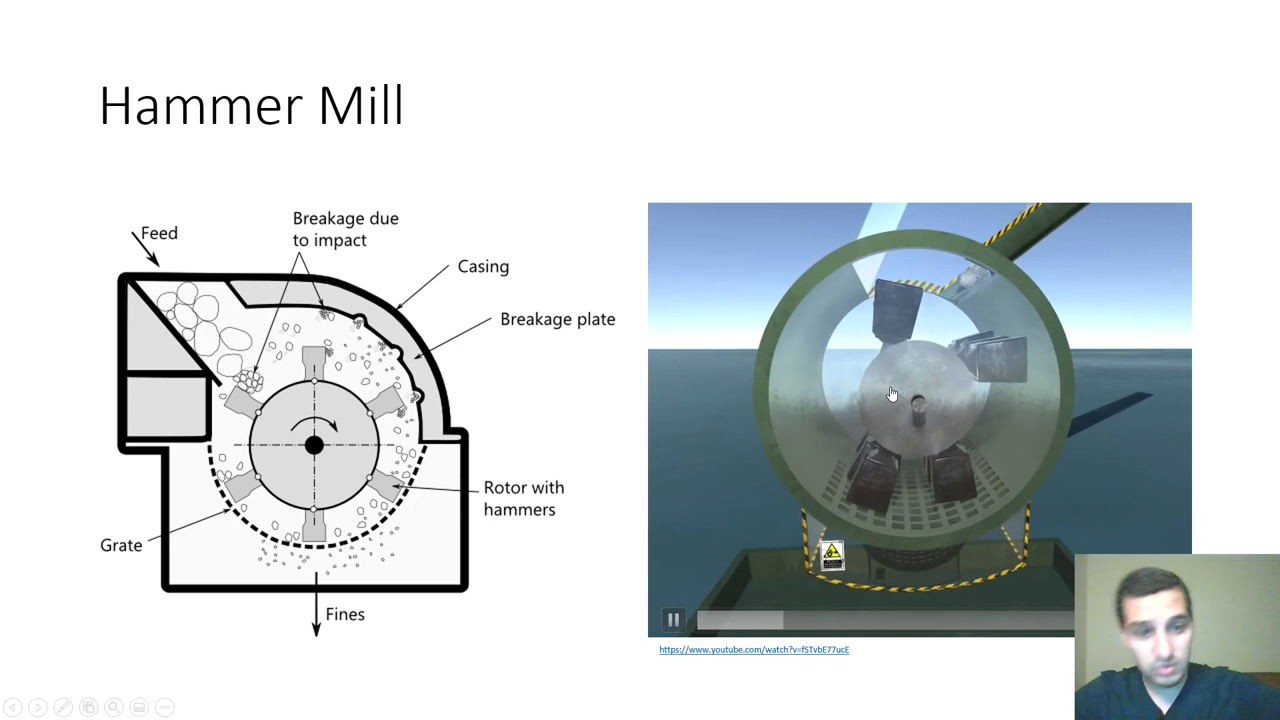 Hammer Mill
Feed
Breakage due
to impact
Casing
Breakage plate
Rotor with
hammers
Grate
Fines
https://www.youtube.com/watch?v=fSTvbE77ucE